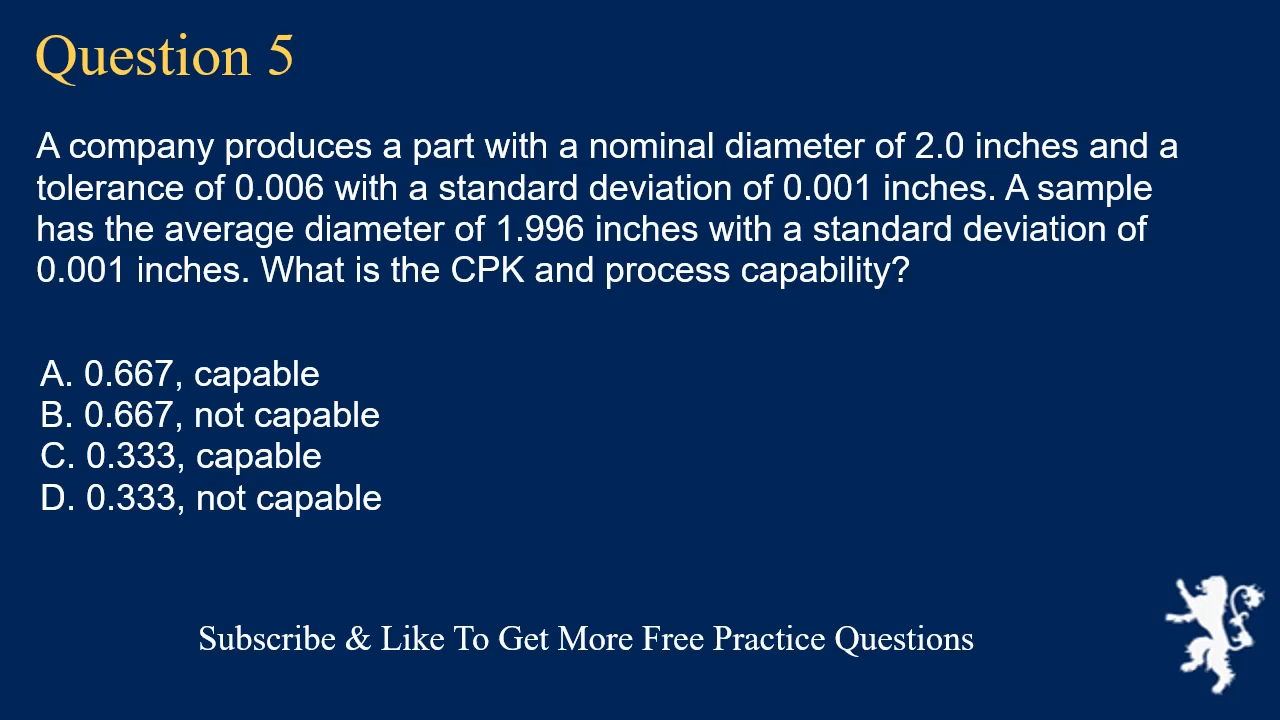 Question 5
A company produces a part with a nominal diameter of 2.0 inches and a
tolerance of 0.006 with a standard deviation of 0.001 inches. A sample
has the average diameter of 1.996 inches with a standard deviation of
0.001 inches. What is the CPK and process capability?
A. 0.667, capable
B. 0.667, not capable
C. 0.333, capable
D. 0.333, not capable
Subscribe & Like To Get More Free Practice Questions